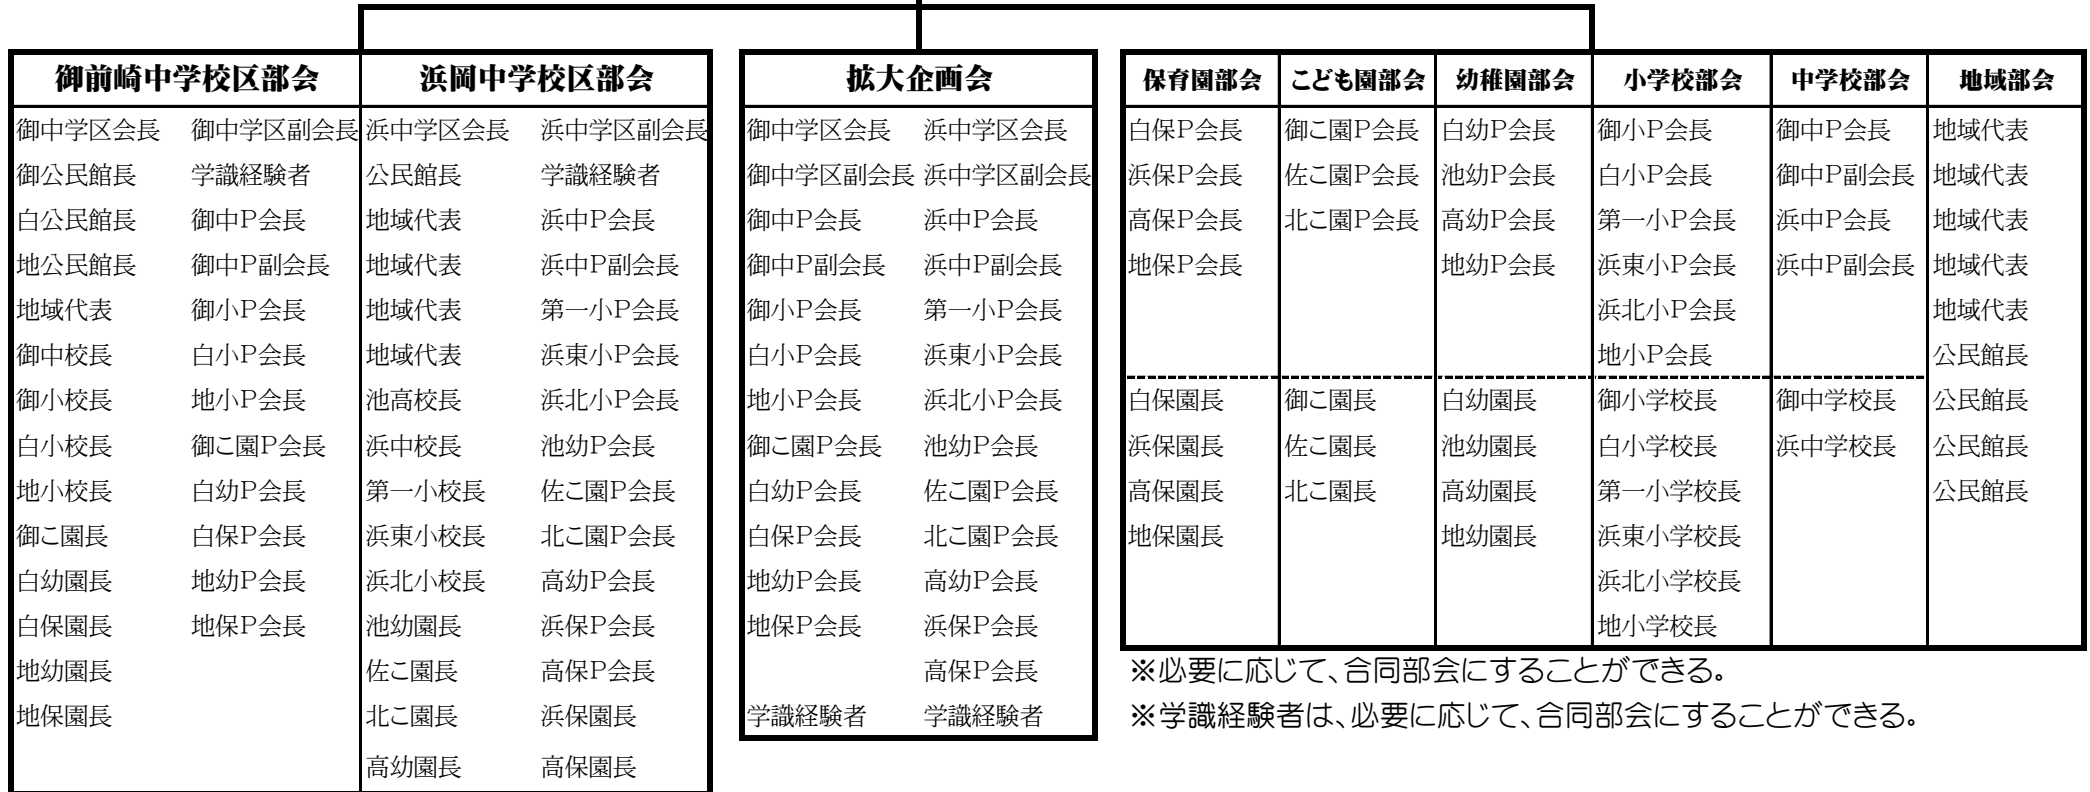 御前崎中学校区部会 浜岡中学校区部会 拡大企画会 保育園部会 こども園部会 幼稚園部会 小学校部会 中学校部会 地域部会
御中学区会長 御中学区副会長 浜中学区会長 浜中学区副会長 御中学区会長 浜中学区会長 白保P会長 御こ園P会長 白幼P会長 御小P会長 御中P会長 地域代表
御公民館長 学識経験者 公民館長 学識経験者 御中学区副会長 浜中学区副会長 浜保P会長 佐こ園P会長 池幼P会長 白小P会長 御中P副会長 地域代表
白公民館長 御中P会長 地域代表 浜中P会長 御中P会長 浜中P会長 高保P会長 北こ園P会長 高幼P会長 第一小P会長 浜中P会長 地域代表
地公民館長 御中P副会長 地域代表 浜中P副会長 御中P副会長 浜中P副会長 地保P会長 地幼P会長 浜東小P会長 浜中P副会長 地域代表
地域代表 御小P会長 地域代表 第一小P会長 御小P会長 第一小P会長 浜北小P会長 地域代表
御中校長 白小P会長 地域代表 浜東小P会長 白小P会長 浜東小P会長 地小P会長 公民館長
御小校長 地小P会長 池高校長 浜北小P会長 地小P会長 浜北小P会長 白保園長 御こ園長 白幼園長 御小学校長 御中学校長 公民館長
白小校長 御こ園P会長 浜中校長 池幼P会長 御こ園P会長 池幼P会長 浜保園長 佐こ園長 池幼園長 白小学校長 浜中学校長 公民館長
地小校長 白幼P会長 第一小校長 佐こ園P会長 白幼P会長 佐こ園P会長 高保園長 北こ園長 高幼園長 第一小学校長 公民館長
御こ園長 白保P会長 浜東小校長 北こ園P会長 白保P会長 北こ園P会長 地保園長 地幼園長 浜東小学校長
白幼園長 地幼P会長 浜北小校長 高幼P会長 地幼P会長 高幼P会長 浜北小学校長
白保園長 地保P会長 池幼園長 浜保P会長 地保P会長 浜保P会長 地小学校長
地幼園長 佐こ園長 高保P会長 高保P会長 ※必要に応じて、合同部会にすることができる。
地保園長 北こ園長 浜保園長 学識経験者 学識経験者 ※学識経験者は、必要に応じて、合同部会にすることができる。
高幼園長 高保園長